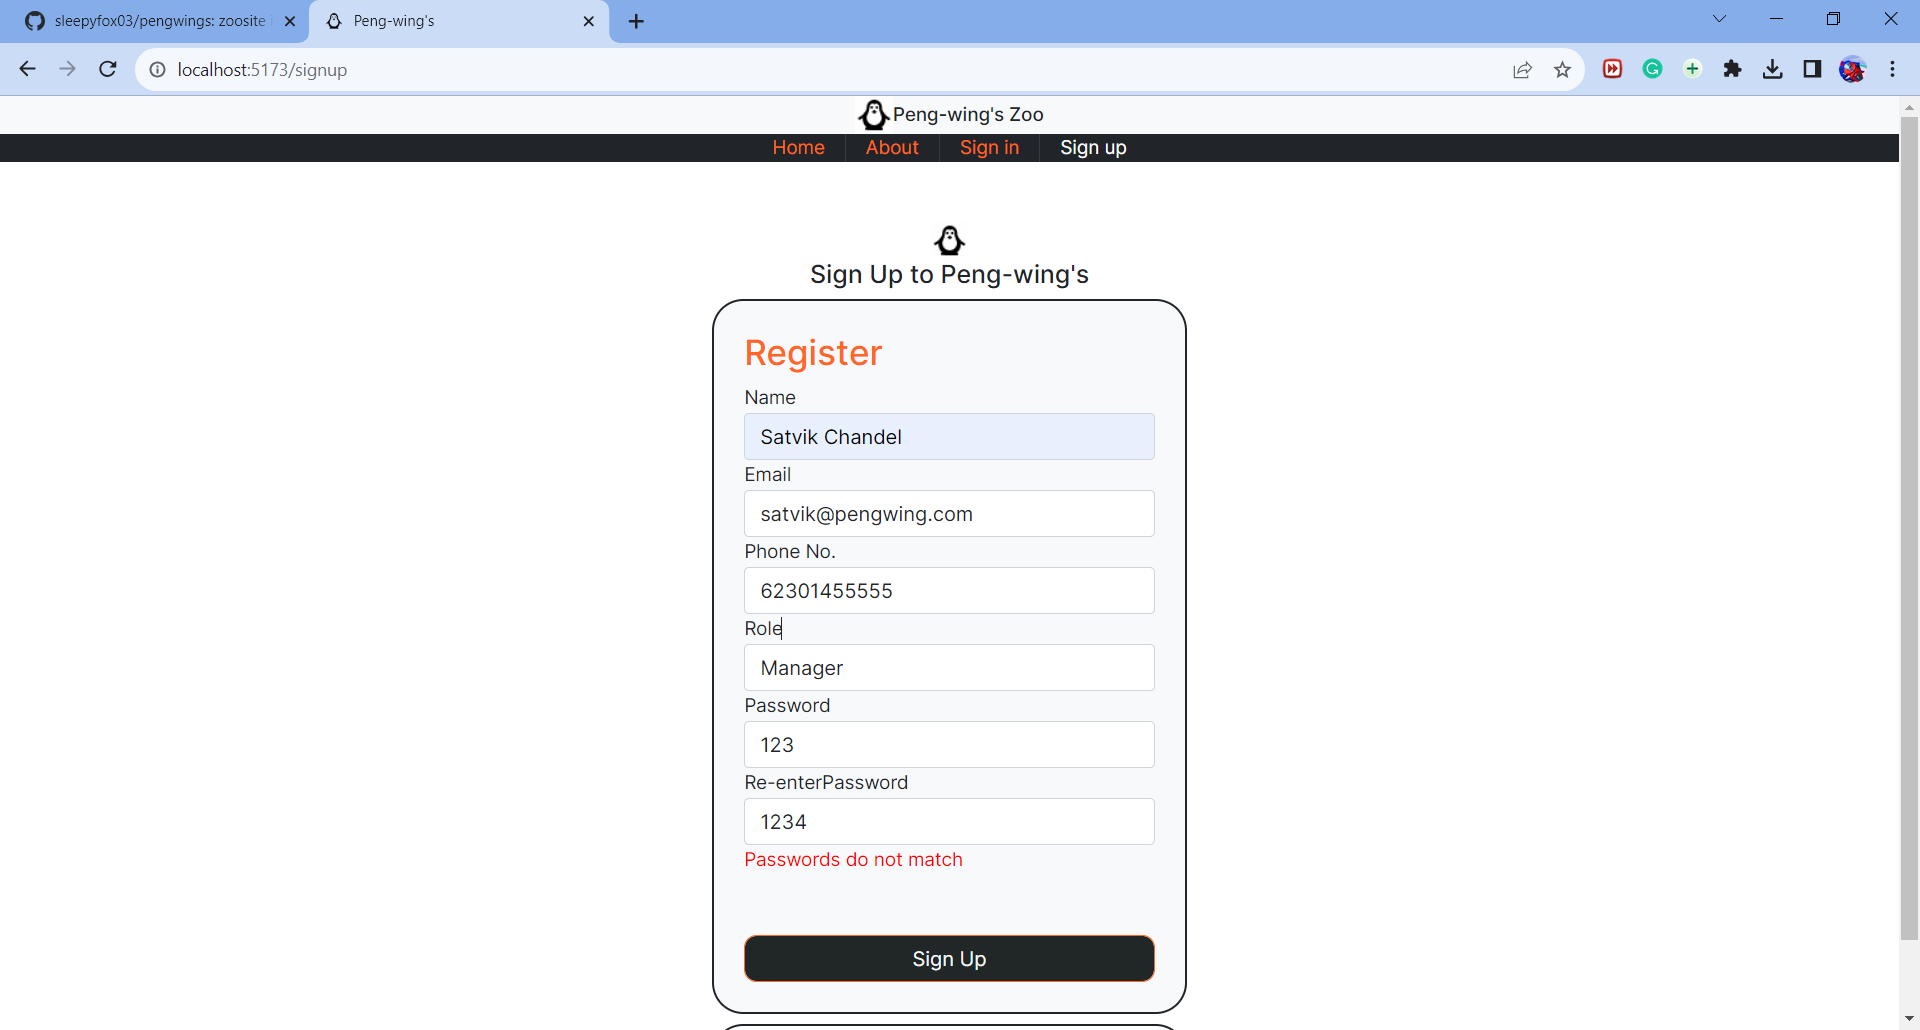 sleepyfox03/pengwings: zoosite
Peng-wing's
localhost:5173/signup
Peng-wing's Zoo
Home About Sign in Sign up
Sign Up to Peng-wing's
Register
Name
Satvik Chandel
Email
satvik@pengwing.com
Phone No.
62301455555
Role
Manager
Password
123
Re-enterPassword
1234
Passwords do not match
Sign Up